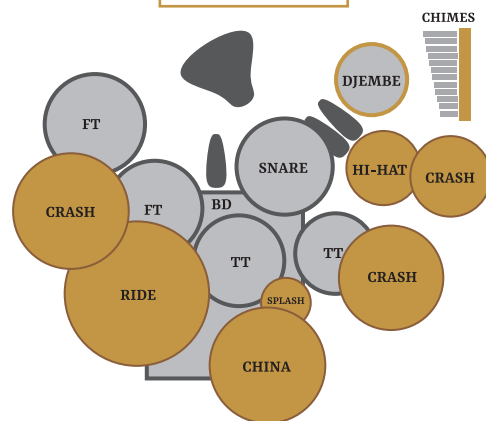 CHIMES
DJEMBE
FT
SNARE
HI-HAT
CRASH
CRASH
FT
BD
TT
TT
CRASH
RIDE
SPLASH
CHINA